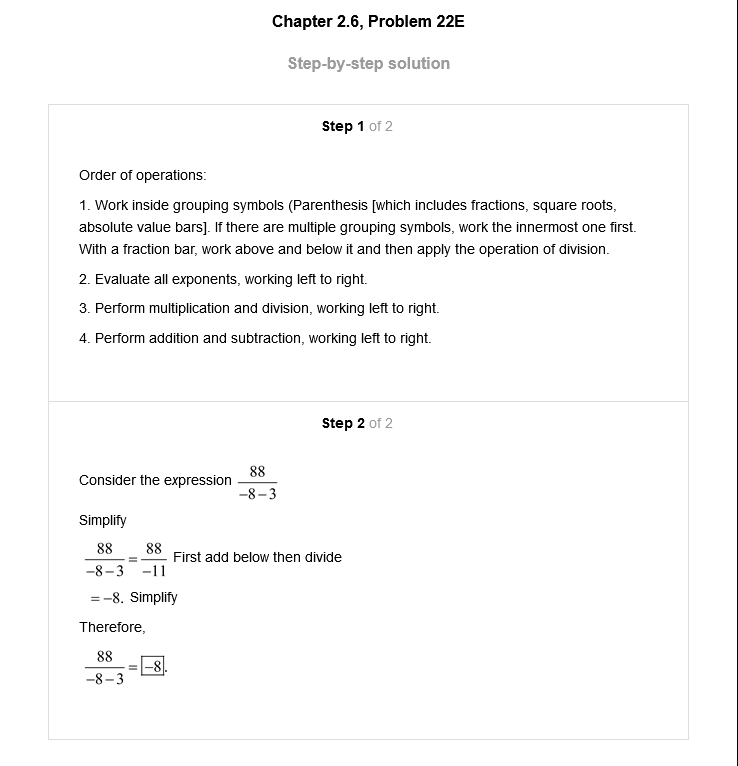 Chapter 2.6, Problem 22E
Step-by-step solution
Step 1 of 2
Order of operations:
1. Work inside grouping symbols (Parenthesis [which includes fractions, square roots,
absolute value bars]. If there are multiple grouping symbols, work the innermost one first.
With a fraction bar, work above and below it and then apply the operation of division.
2. Evaluate all exponents, working left to right.
3. Perform multiplication and division, working left to right.
4. Perform addition and subtraction, working left to right.
Step 2 of 2
Consider the expression 88/(−8−3)
Simplify
88/(−8−3) = 88/(−11) First add below then divide
= −8. Simplify
Therefore,
88/(−8−3) = −8.